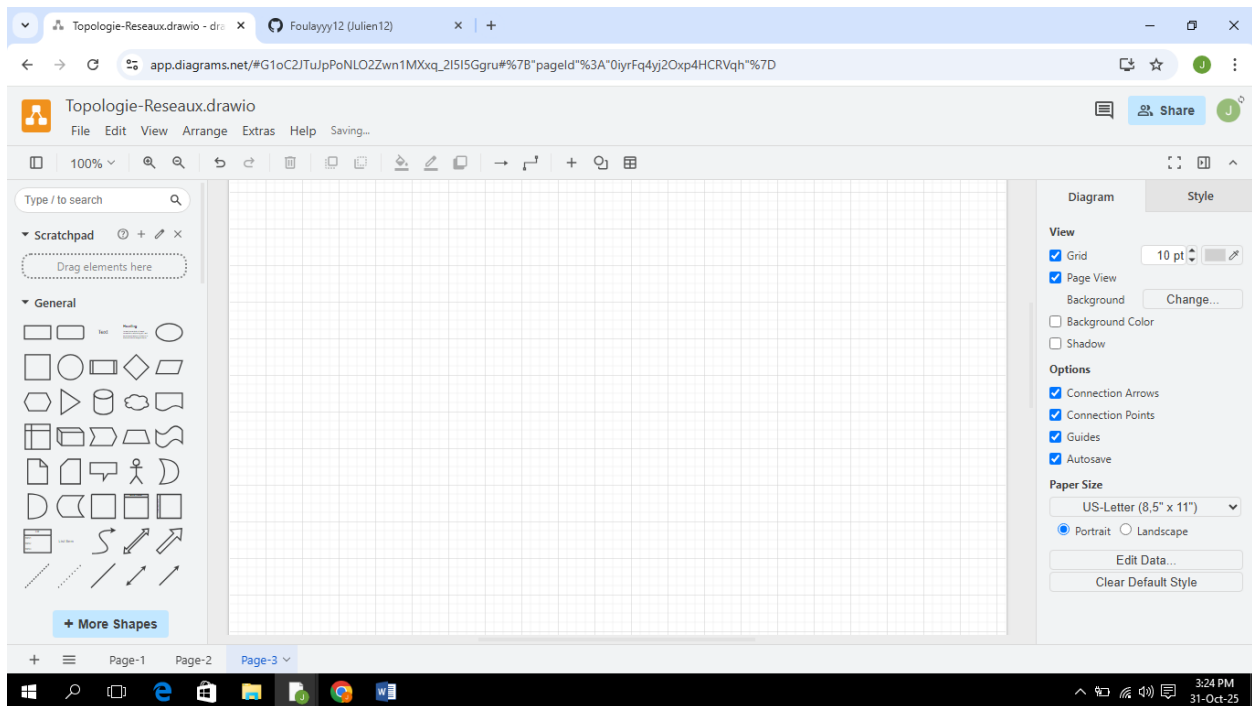 Topologie-Reseaux.drawio - dra
Foulayyy12 (Julien12)
app.diagrams.net/#G1oC2JTuJpPoNLO2Zwn1MXxq_2I5I5Ggru#%7B"pageId"%3A"0iyrFq4yj2Oxp4HCRVqh"%7D
J
Topologie-Reseaux.drawio
File Edit View Arrange Extras Help Saving...
Share
J
100%
Type / to search
Scratchpad
Drag elements here
General
Text
Heading
+ More Shapes
Diagram
Style
View
Grid
10 pt
Page View
Background
Change...
Background Color
Shadow
Options
Connection Arrows
Connection Points
Guides
Autosave
Paper Size
US-Letter (8,5" x 11")
Portrait
Landscape
Edit Data...
Clear Default Style
Page-1
Page-2
Page-3
3:24 PM
31-Oct-25